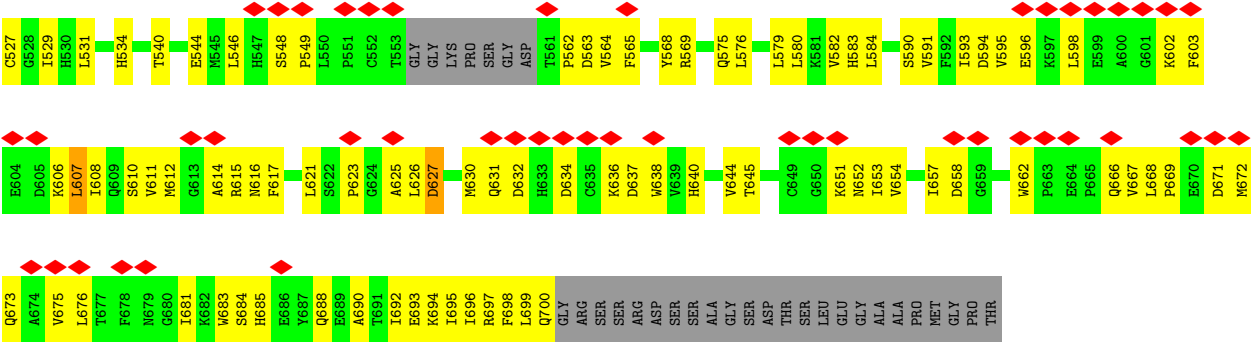 C527 G528 I529 H530 L531 H534 T540 E544 M545 L546 H547 S548 P549 L550 P551 C552 T553 GLY GLY LYS PRO SER GLY ASP T561 P562 D563 V564 F565 Y568 R569 Q575 L576 L579 L580 K581 V582 H583 L584 S590 V591 F592 I593 D594 V595 E596 K597 L598 E599 A600 G601 K602 F603
E604 D605 K606 L607 I608 Q609 S610 V611 M612 G613 A614 R615 N616 F617 L621 S622 P623 G624 A625 L626 D627 M630 Q631 D632 H633 D634 C635 K636 D637 W638 V639 H640 V644 T645 C649 G650 K651 N652 I653 V654 I657 D658 G659 W662 P663 E664 P665 Q666 V667 L668 P669 E670 D671 M672
Q673 A674 V675 L676 T677 F678 N679 G680 I681 K682 W683 S684 H685 E686 Y687 Q688 E689 A690 T691 I692 E693 K694 I695 I696 R697 F698 L699 Q700 GLY ARG SER SER ARG ASP SER SER ALA GLY SER ASP THR SER LEU GLU GLY ALA ALA PRO MET GLY PRO THR